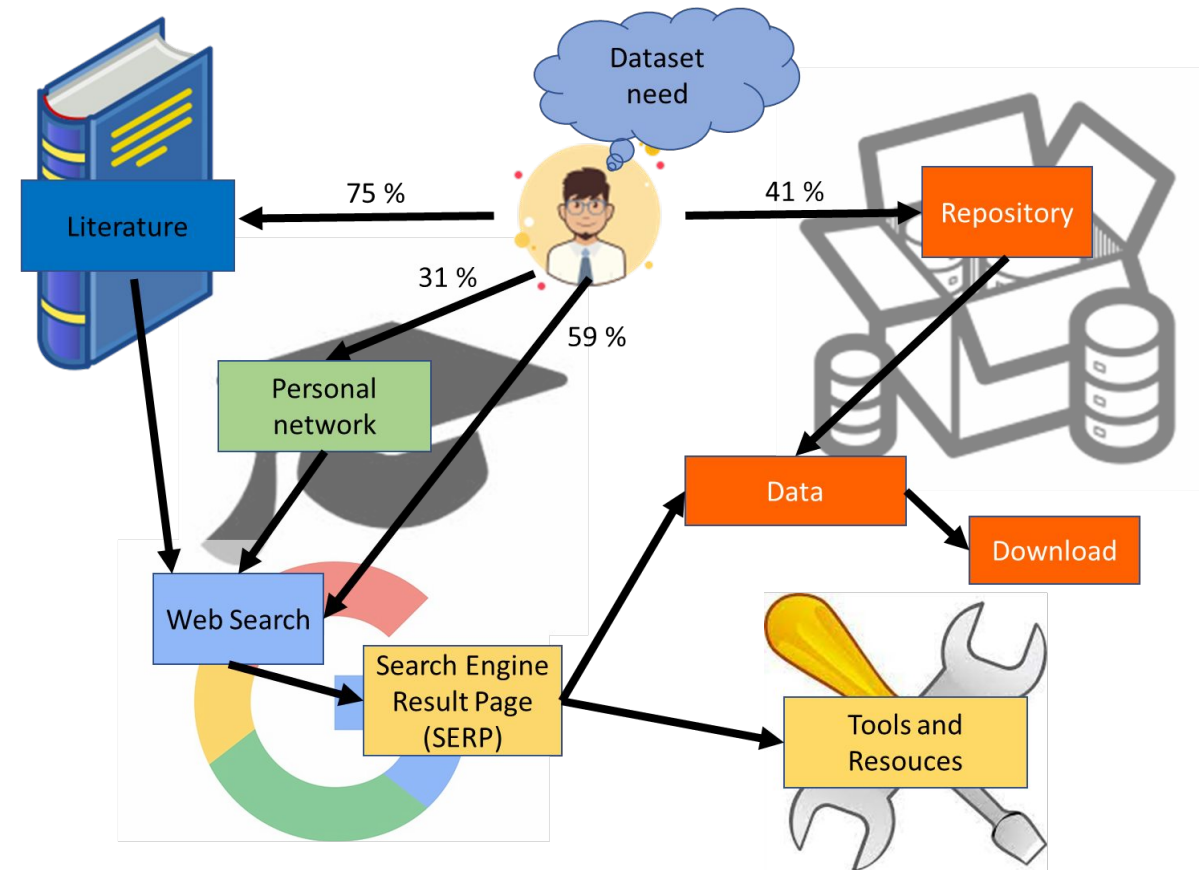 Dataset
need
75 %
41 %
Literature
Repository
31 %
59 %
Personal
network
Data
Download
Web Search
Search Engine
Result Page
(SERP)
Tools and
Resouces